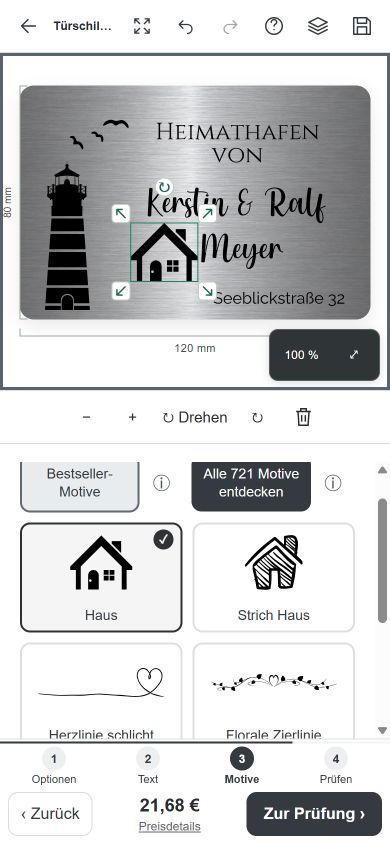 Türschil...
HEIMATHAFEN
VON
Kerstin & Ralf
Meyer
Seeblickstraße 32
80 mm
120 mm
100 %
−
+
↻ Drehen
Bestseller-
Motive
Alle 721 Motive
entdecken
Haus
Strich Haus
Herzlinie schlicht
Florale Zierlinie
1
2
3
4
Optionen
Text
Motive
Prüfen
‹ Zurück
21,68 €
Preisdetails
Zur Prüfung ›